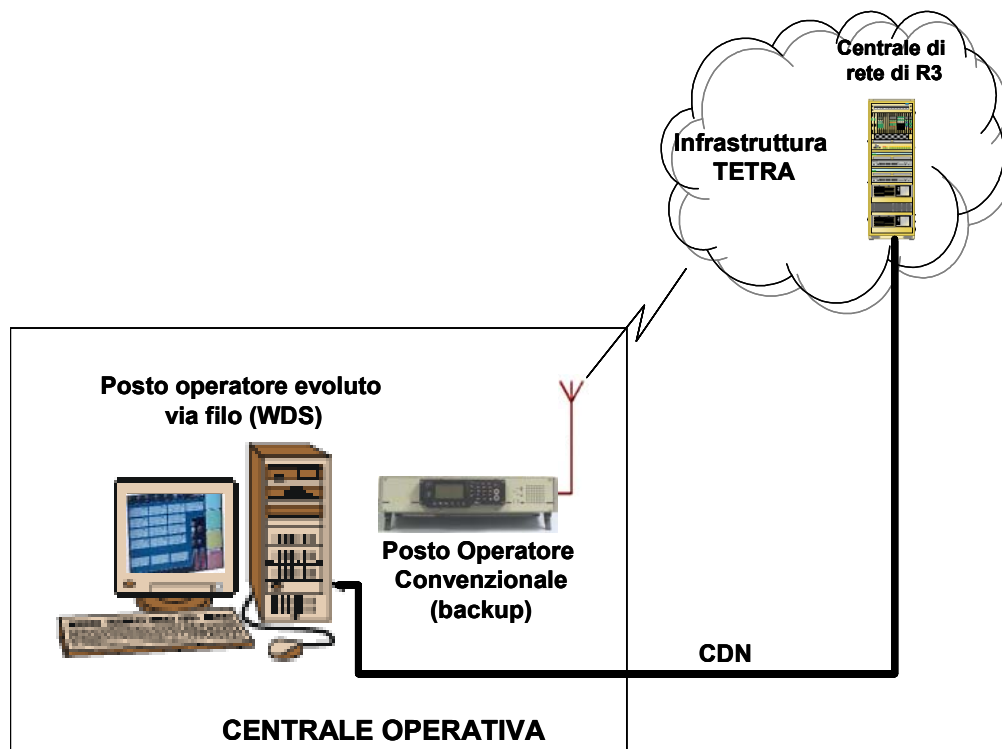 Centrale di
rete di R3
Infrastruttura
TETRA
Posto operatore evoluto
via filo (WDS)
Posto Operatore
Convenzionale
(backup)
CDN
CENTRALE OPERATIVA